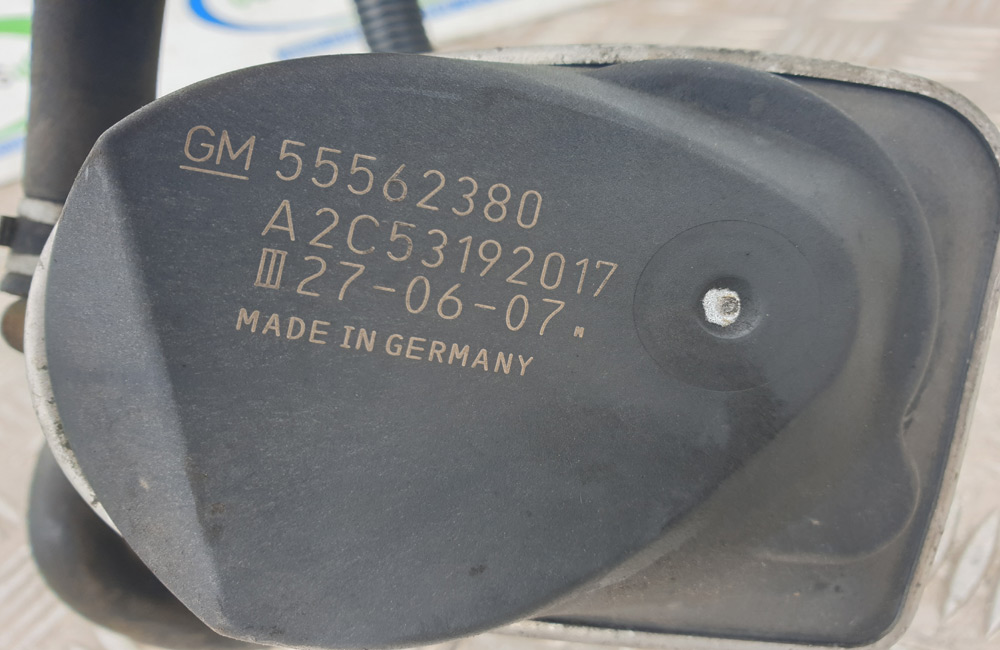 GM 55562380
A2C53192017
III 27-06-07.
MADE IN GERMANY